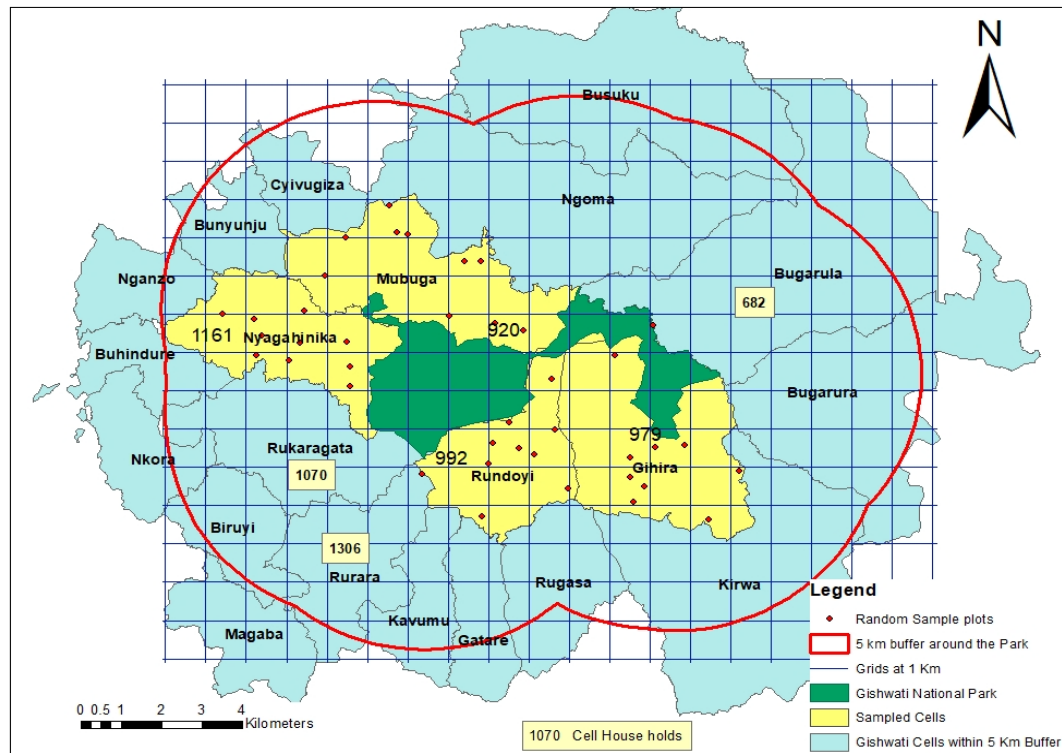 N
Busuku
Cyivugiza
Ngoma
Bunyunju
Nganzo
Mubuga
Bugarula
682
1161
Nyagahinika
920
Buhindure
Bugarura
Nkora
Rukaragata
1070
992
Rundoyi
979
Gihira
Biruyi
1306
Rurara
Rugasa
Kirwa
Kavumu
Magaba
Gatare
Legend
Random Sample plots
5 km buffer around the Park
Grids at 1 Km
Gishwati National Park
Sampled Cells
Gishwati Cells within 5 Km Buffer
0 0.5 1 2 3 4
Kilometers
1070 Cell House holds